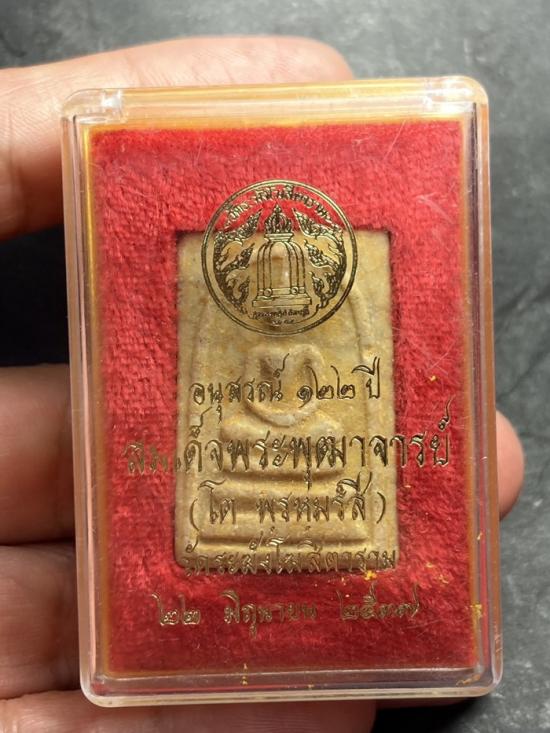 อนุสรณ์ ๑๒๒ ปี
สมเด็จพระพุฒาจารย์
(โต พรหมรังสี)
วัดระฆังโฆสิตาราม
๒๒ มิถุนายน ๒๕๓๗